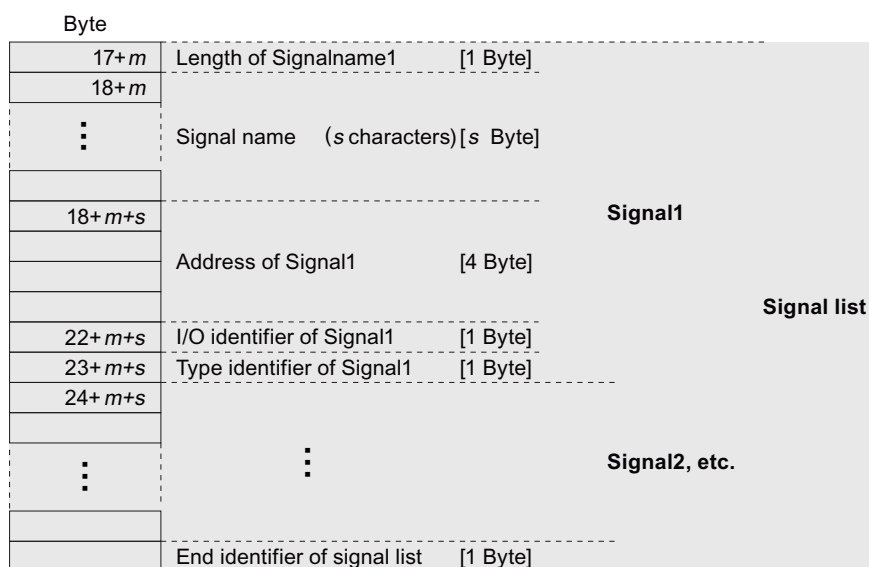 Byte
17+m Length of Signalname1 [1 Byte]
18+m
Signal name (s characters) [s Byte]
18+m+s Signal1
Address of Signal1 [4 Byte]
Signal list
22+m+s I/O identifier of Signal1 [1 Byte]
23+m+s Type identifier of Signal1 [1 Byte]
24+m+s
Signal2, etc.
End identifier of signal list [1 Byte]